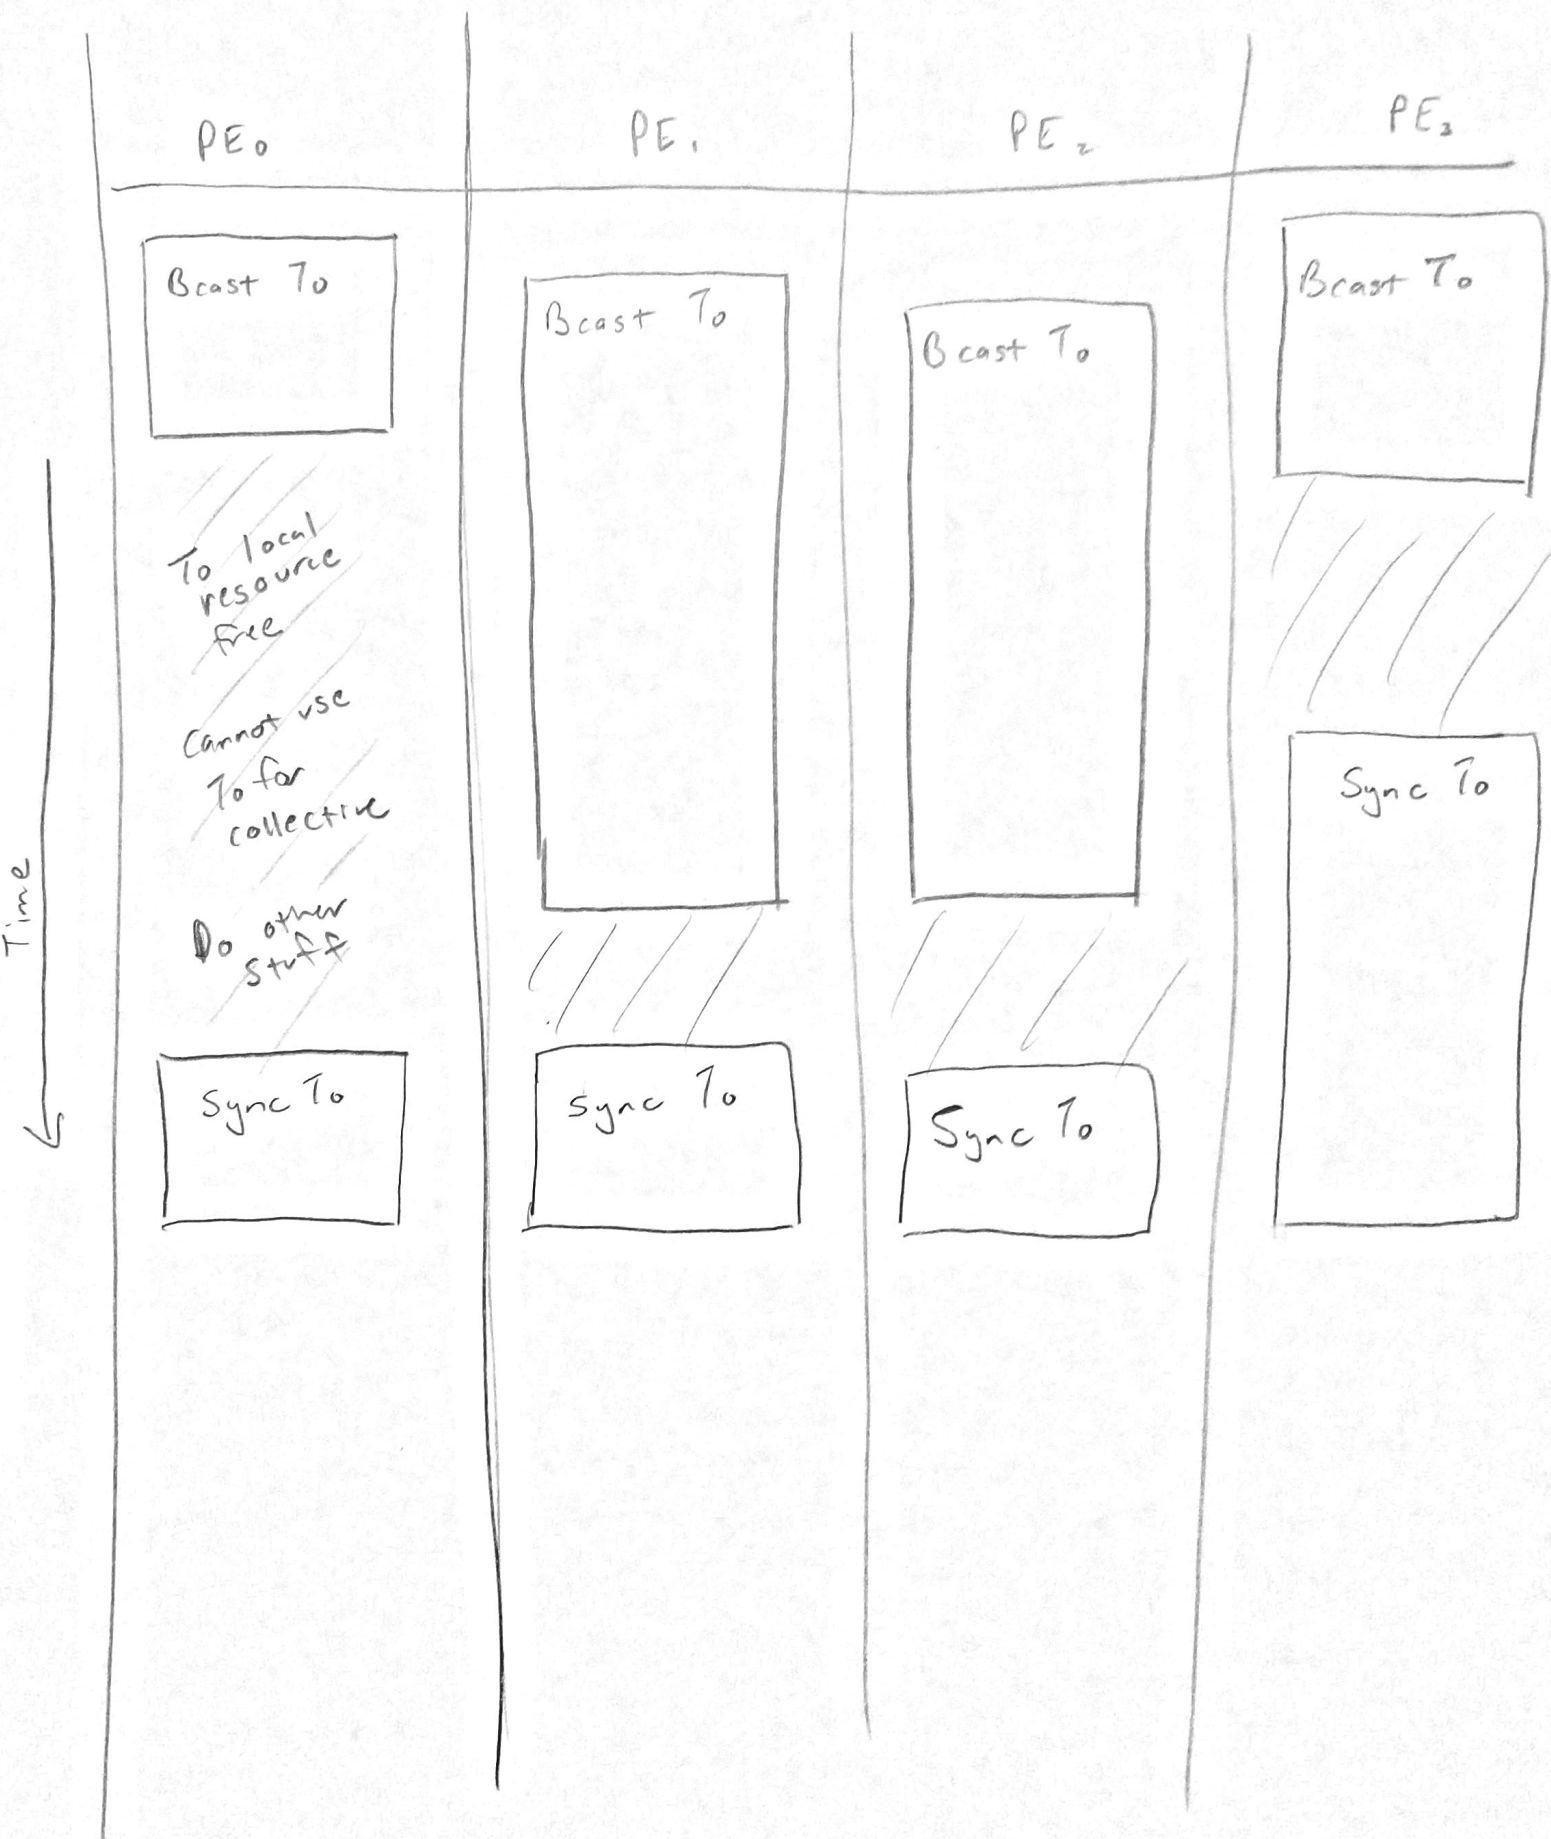 PE₀ PE₁ PE₂ PE₃
Bcast T₀ Bcast T₀ Bcast T₀ Bcast T₀
T₀ local
resource
free
Cannot use
T₀ for
collective
Sync T₀
Time
Do other
stuff
Sync T₀ Sync T₀ Sync T₀